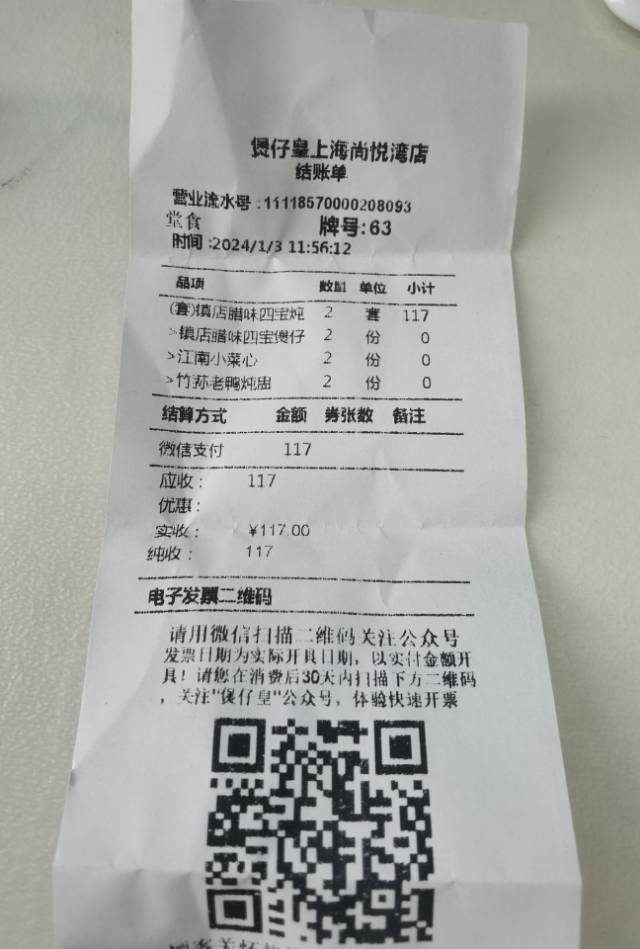 煲仔皇上海尚悦湾店
结账单
营业流水号:11118570000208093
堂食 牌号:63
时间:2024/1/3 11:56:12
品项 数量 单位 小计
(套)镇店腊味四宝炖 2 套 117
>镇店腊味四宝煲仔 2 份 0
>江南小菜心 2 份 0
>竹荪老鸭炖盅 2 份 0
结算方式 金额 券张数 备注
微信支付 117
应收: 117
优惠:
实收: ¥117.00
纯收: 117
电子发票二维码
请用微信扫描二维码关注公众号
发票日期为实际开具日期，以实付金额开
具！请您在消费后30天内扫描下方二维码
，关注"煲仔皇"公众号，体验快速开票